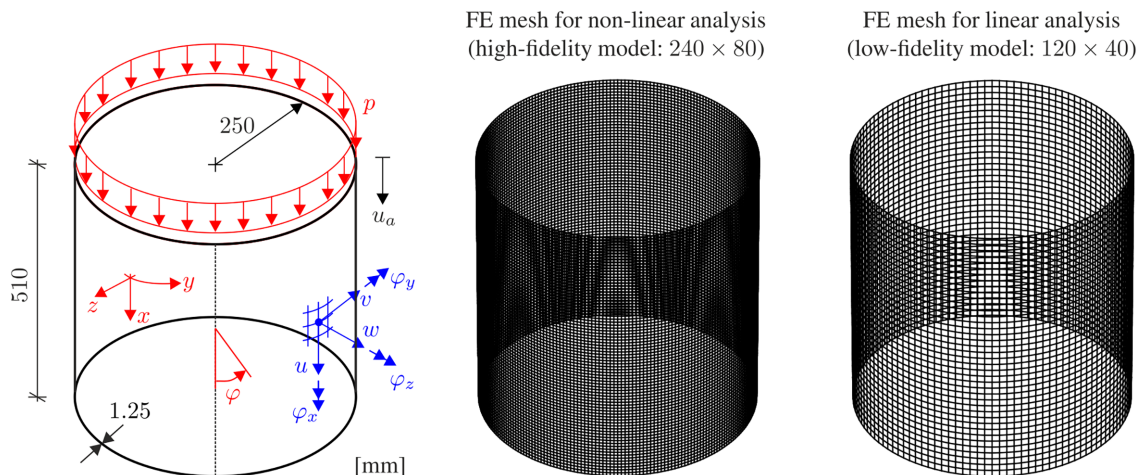 FE mesh for non-linear analysis
(high-fidelity model: 240 × 80)
FE mesh for linear analysis
(low-fidelity model: 120 × 40)
p
250
u_a
510
z
y
x
φ_y
v
w
u
φ_z
φ_x
φ
1.25
[mm]